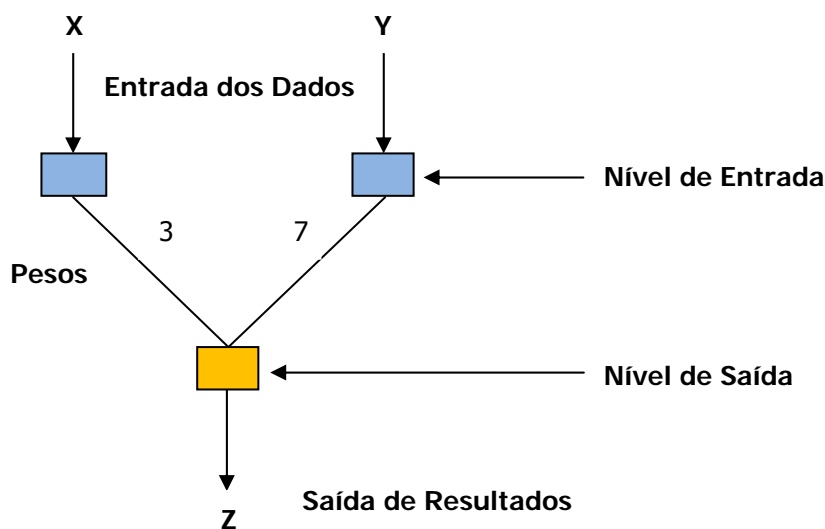 X
Y
Entrada dos Dados
Nível de Entrada
3
7
Pesos
Nível de Saída
Saída de Resultados
Z